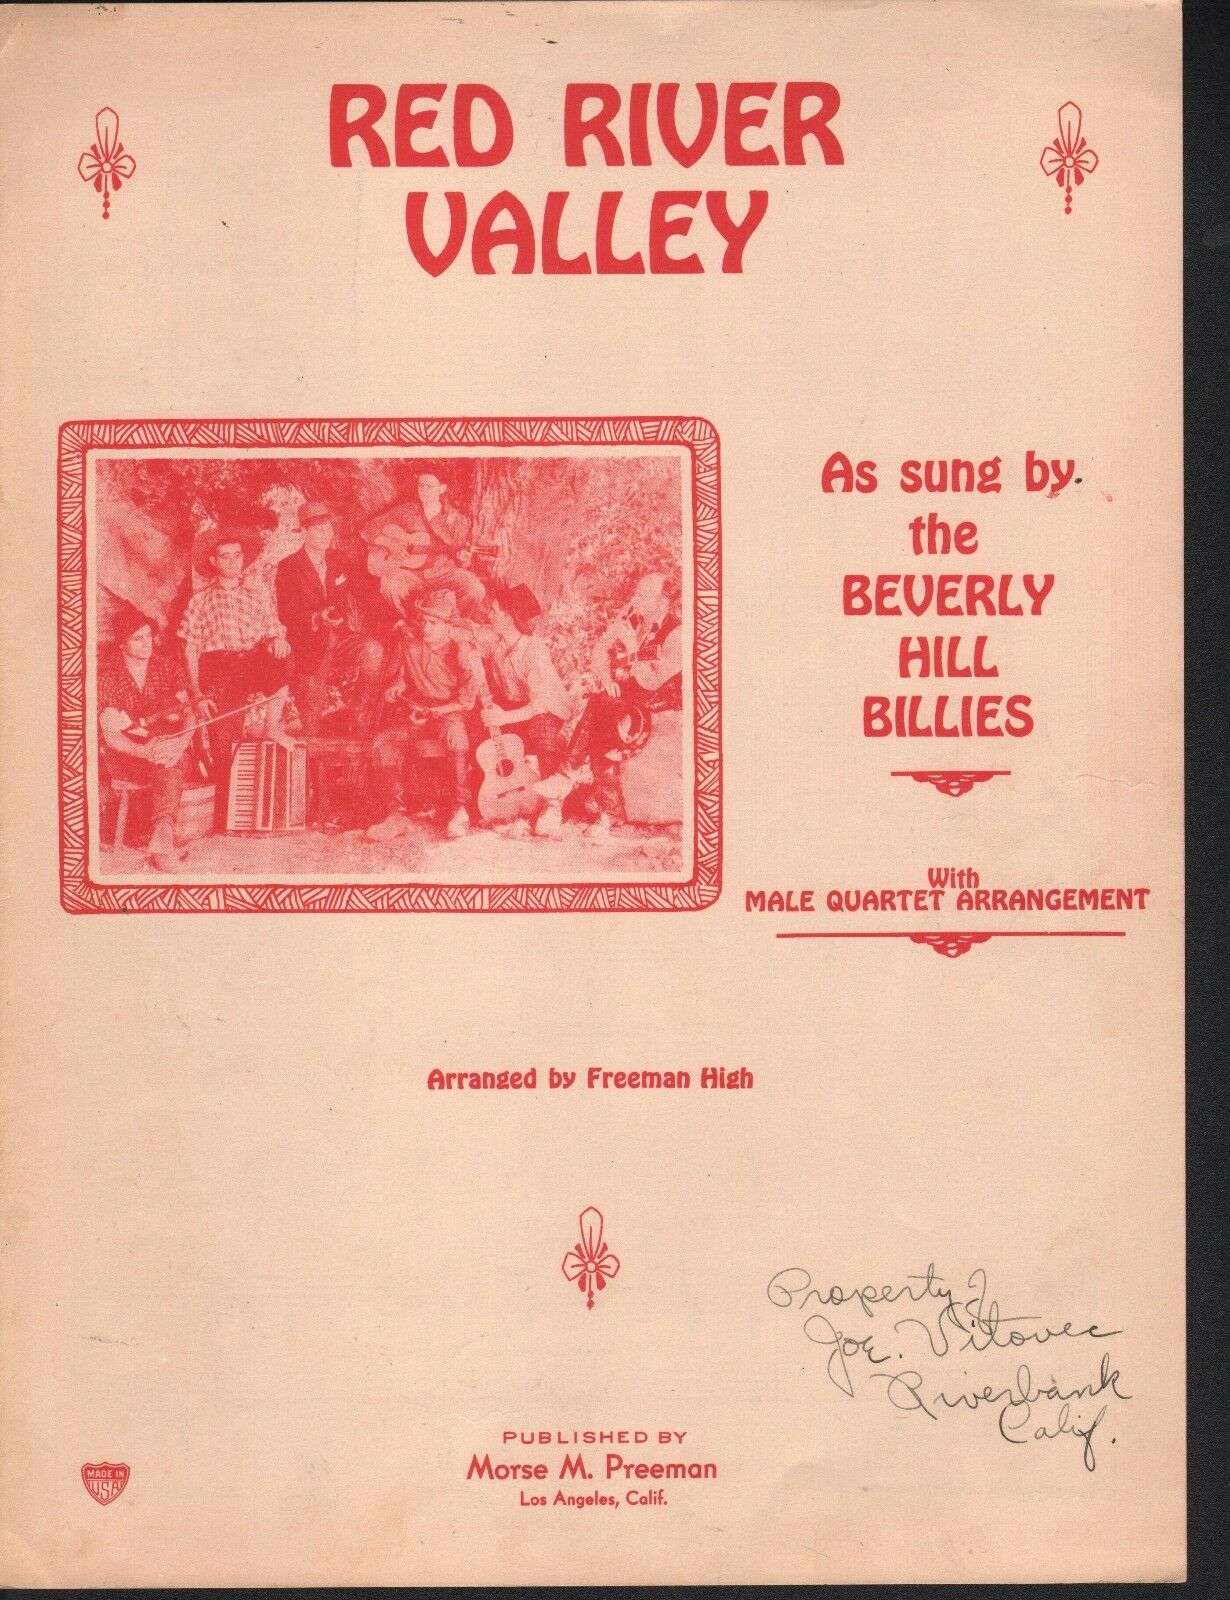 RED RIVER
VALLEY
As sung by
the
BEVERLY
HILL
BILLIES
With
MALE QUARTET ARRANGEMENT
Arranged by Freeman High
Property of
Joe. Vitovec
Riverbank
Calif.
PUBLISHED BY
Morse M. Preeman
Los Angeles, Calif.
MADE IN
USA